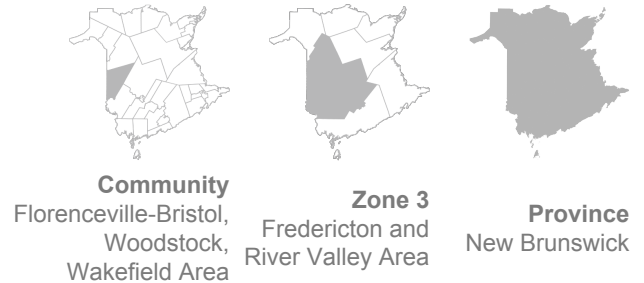 Community
Florenceville-Bristol,
Woodstock,
Wakefield Area
Zone 3
Fredericton and
River Valley Area
Province
New Brunswick